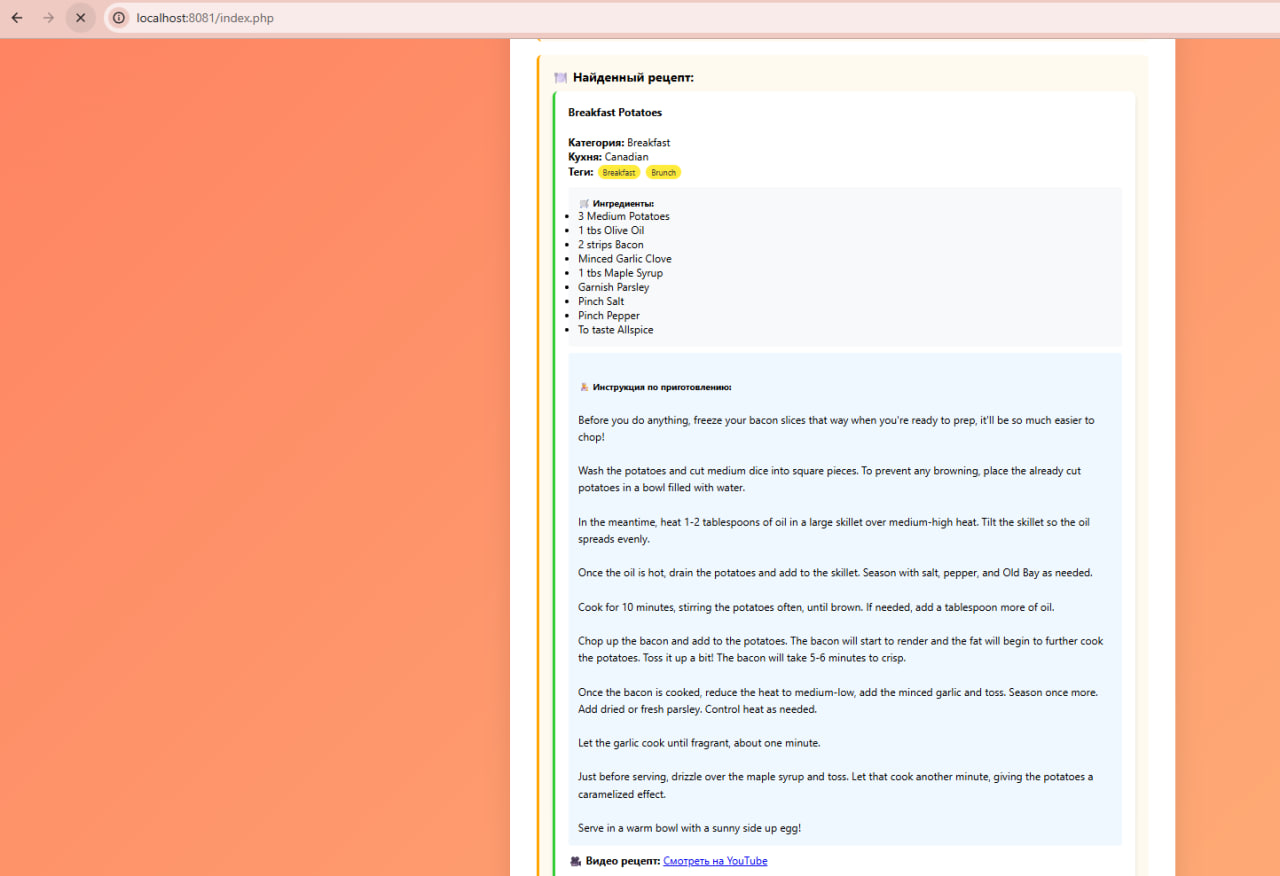 localhost:8081/index.php
Найденный рецепт:
Breakfast Potatoes
Категория: Breakfast
Кухня: Canadian
Теги: Breakfast Brunch
Ингредиенты:
3 Medium Potatoes
1 tbs Olive Oil
2 strips Bacon
Minced Garlic Clove
1 tbs Maple Syrup
Garnish Parsley
Pinch Salt
Pinch Pepper
To taste Allspice
Инструкция по приготовлению:
Before you do anything, freeze your bacon slices that way when you're ready to prep, it'll be so much easier to
chop!
Wash the potatoes and cut medium dice into square pieces. To prevent any browning, place the already cut
potatoes in a bowl filled with water.
In the meantime, heat 1-2 tablespoons of oil in a large skillet over medium-high heat. Tilt the skillet so the oil
spreads evenly.
Once the oil is hot, drain the potatoes and add to the skillet. Season with salt, pepper, and Old Bay as needed.
Cook for 10 minutes, stirring the potatoes often, until brown. If needed, add a tablespoon more of oil.
Chop up the bacon and add to the potatoes. The bacon will start to render and the fat will begin to further cook
the potatoes. Toss it up a bit! The bacon will take 5-6 minutes to crisp.
Once the bacon is cooked, reduce the heat to medium-low, add the minced garlic and toss. Season once more.
Add dried or fresh parsley. Control heat as needed.
Let the garlic cook until fragrant, about one minute.
Just before serving, drizzle over the maple syrup and toss. Let that cook another minute, giving the potatoes a
caramelized effect.
Serve in a warm bowl with a sunny side up egg!
Видео рецепт: Смотреть на YouTube